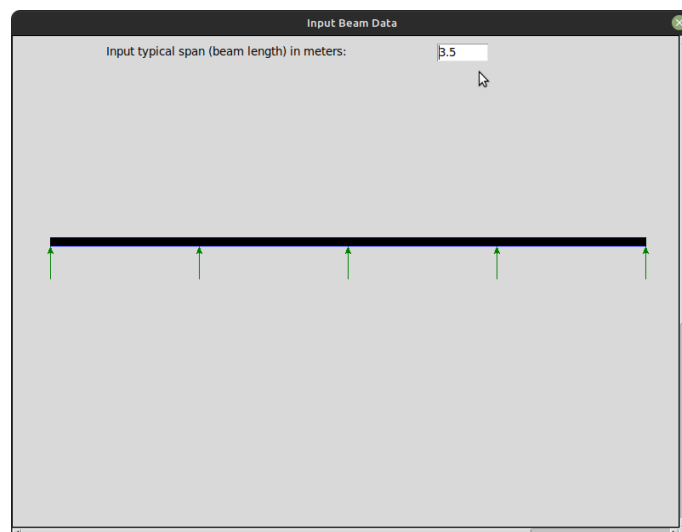 Input Beam Data
Input typical span (beam length) in meters: 3.5